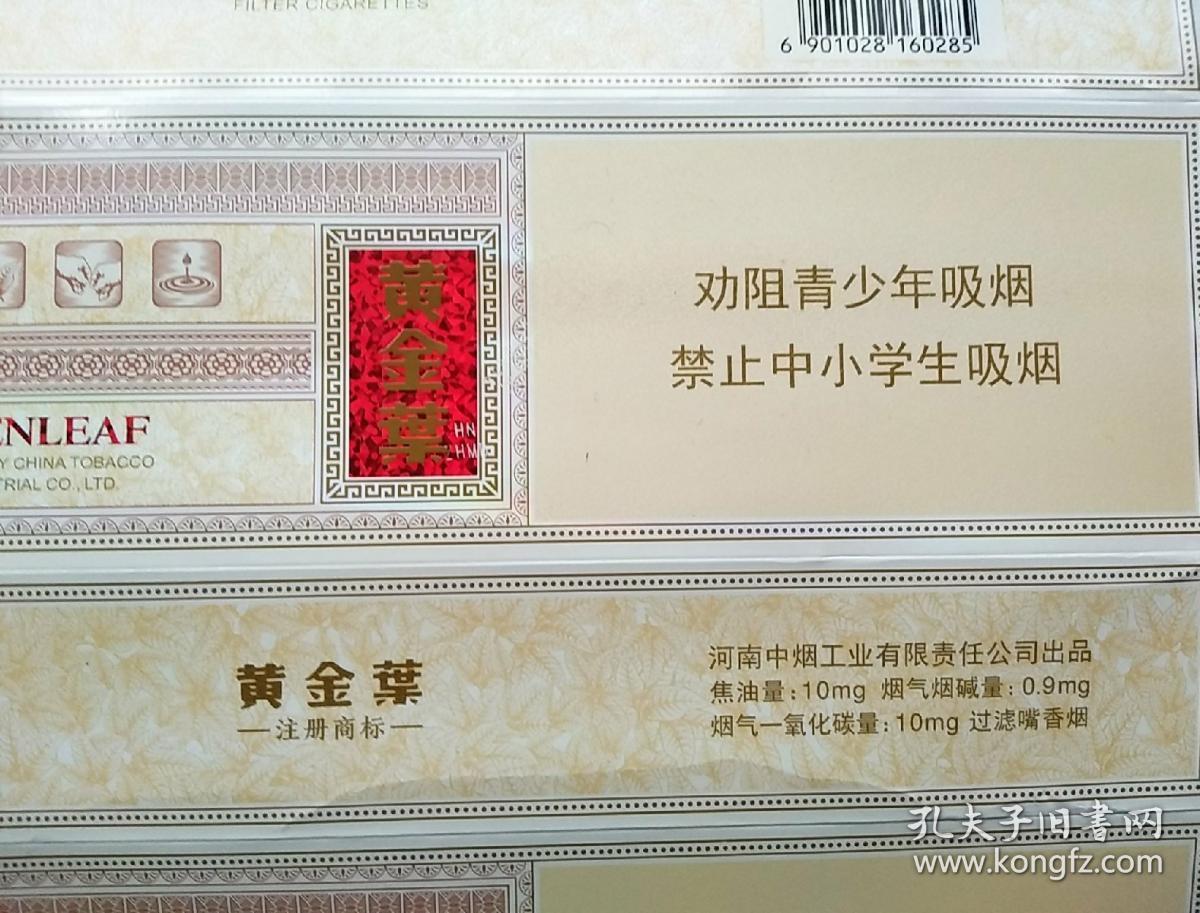 FILTER CIGARETTES
6 901028 160285
黄金葉
HN
劝阻青少年吸烟
禁止中小学生吸烟
ENLEAF
Y CHINA TOBACCO
TRIAL CO., LTD.
黄金葉
注册商标
河南中烟工业有限责任公司出品
焦油量:10mg 烟气烟碱量:0.9mg
烟气一氧化碳量:10mg 过滤嘴香烟
孔夫子旧书网
www.kongfz.com